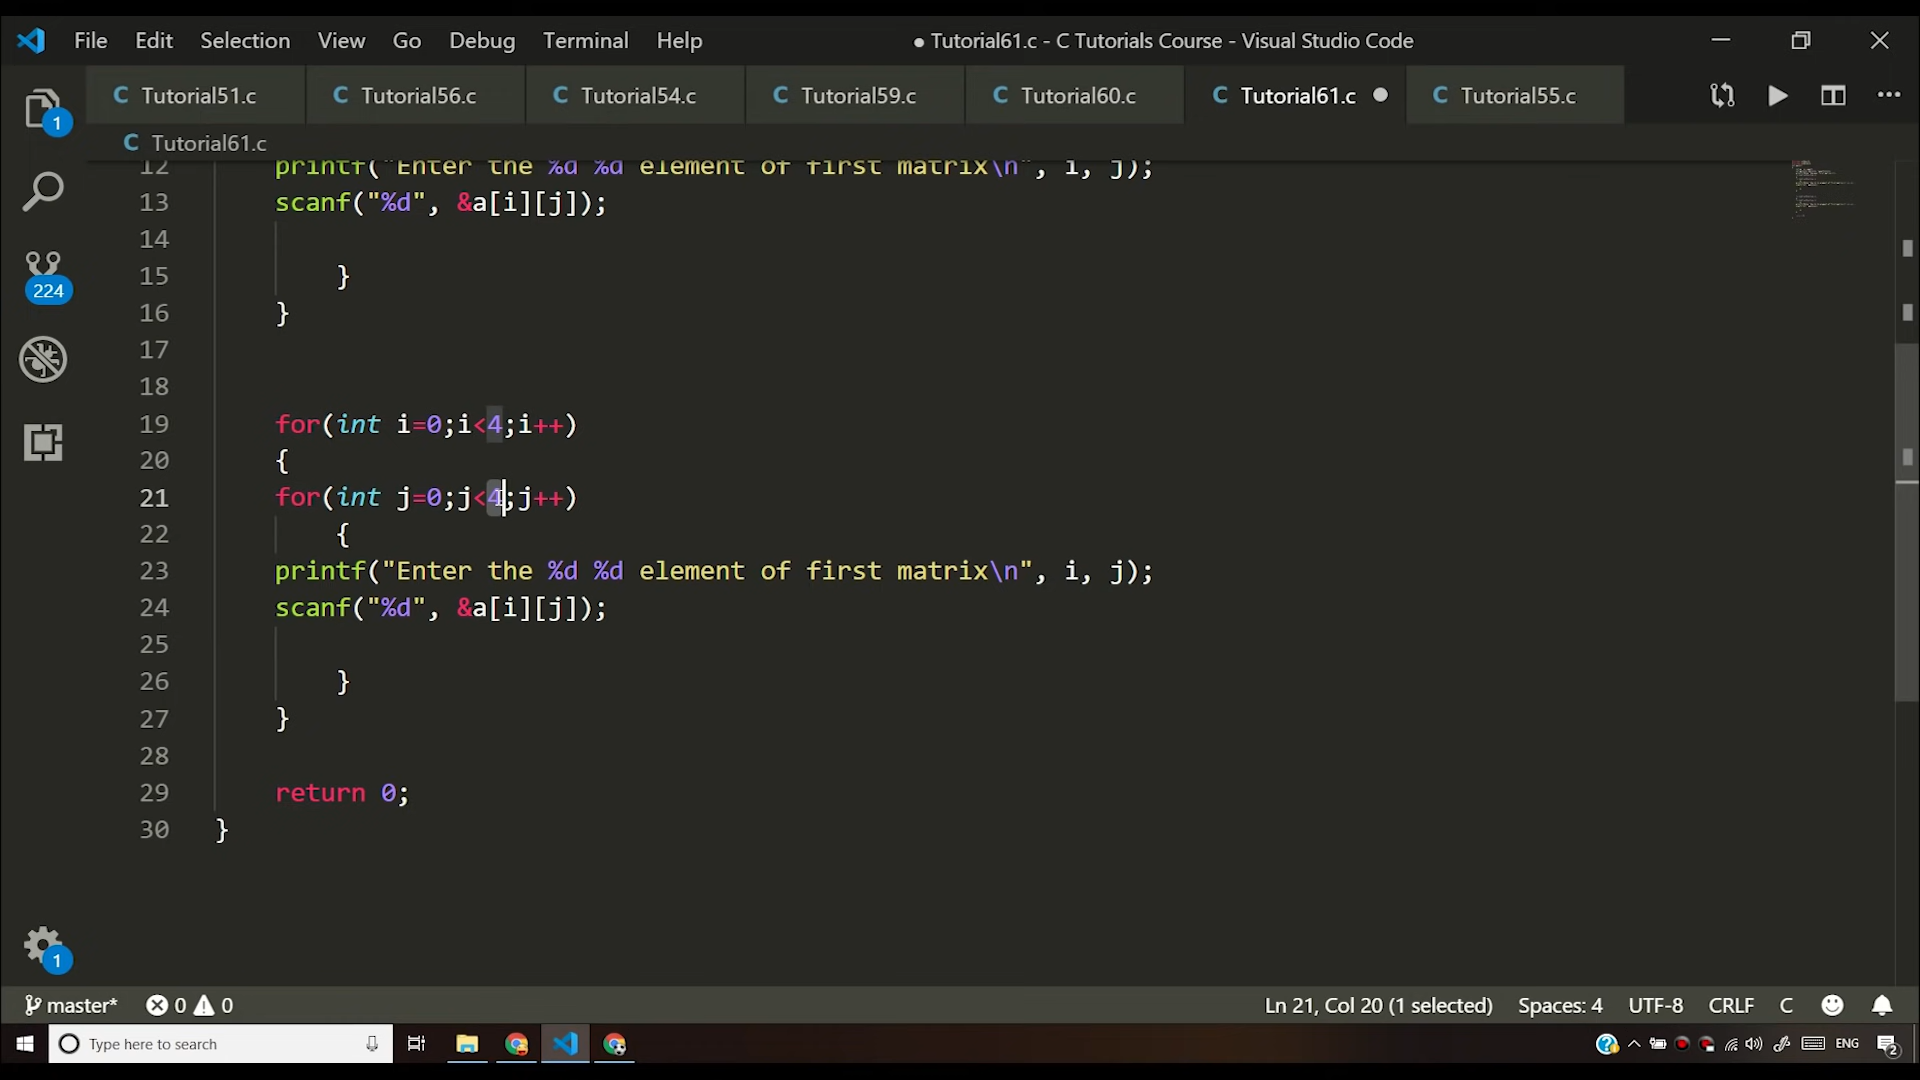 File Edit Selection View Go Debug Terminal Help ● Tutorial61.c - C Tutorials Course - Visual Studio Code
C Tutorial51.c C Tutorial56.c C Tutorial54.c C Tutorial59.c C Tutorial60.c C Tutorial61.c ● C Tutorial55.c
C Tutorial61.c
1
224
1
12 printf("Enter the %d %d element of first matrix\n", i, j);
13 scanf("%d", &a[i][j]);
14
15 }
16 }
17
18
19 for(int i=0;i<4;i++)
20 {
21 for(int j=0;j<4;j++)
22 {
23 printf("Enter the %d %d element of first matrix\n", i, j);
24 scanf("%d", &a[i][j]);
25
26 }
27 }
28
29 return 0;
30 }
master* 0 0 Ln 21, Col 20 (1 selected) Spaces: 4 UTF-8 CRLF C
Type here to search ENG 2